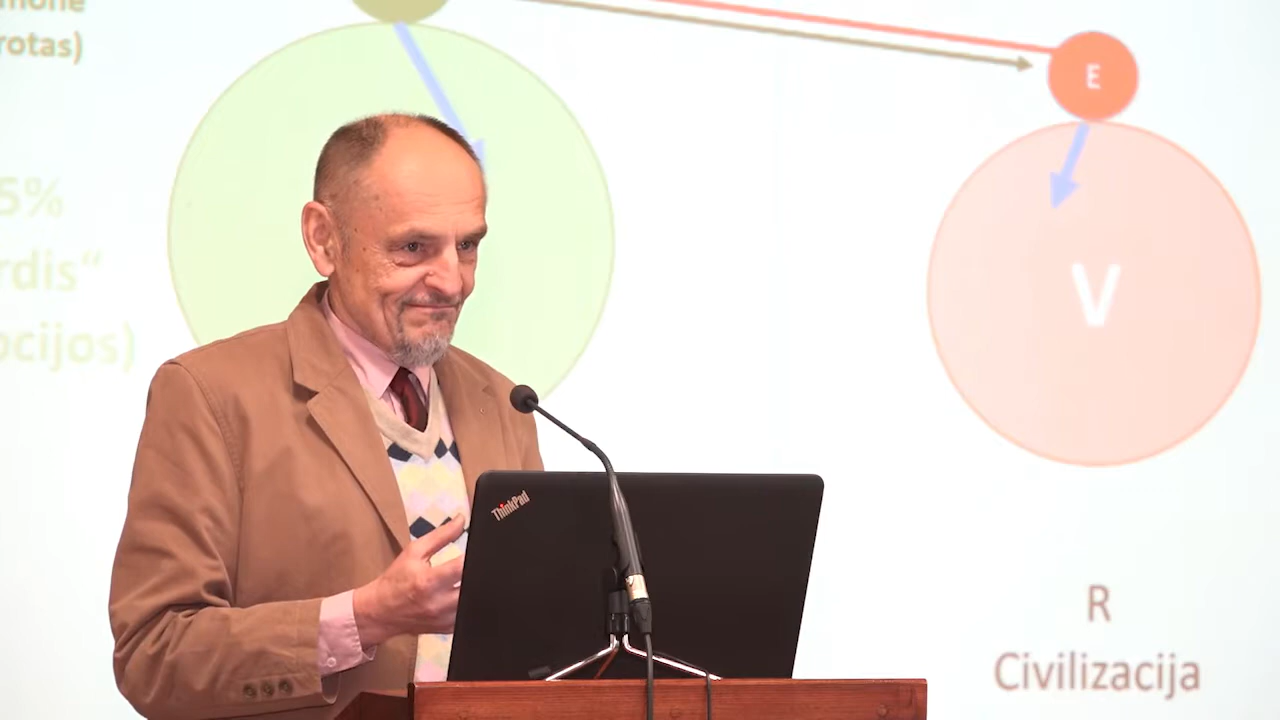 rotas)
E
5%
rdis“
ocijos)
V
ThinkPad
R
Civilizacija